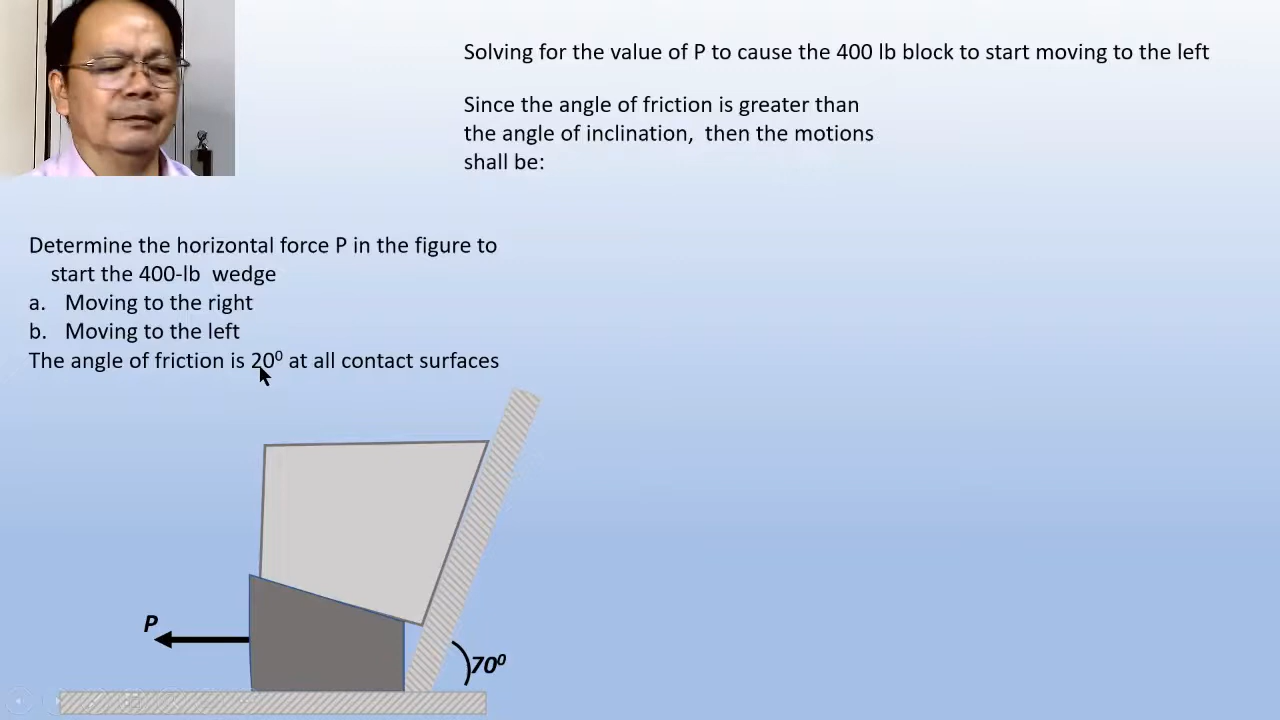 Solving for the value of P to cause the 400 lb block to start moving to the left
Since the angle of friction is greater than
the angle of inclination, then the motions
shall be:
Determine the horizontal force P in the figure to
start the 400-lb wedge
a. Moving to the right
b. Moving to the left
The angle of friction is 20⁰ at all contact surfaces
P
70⁰